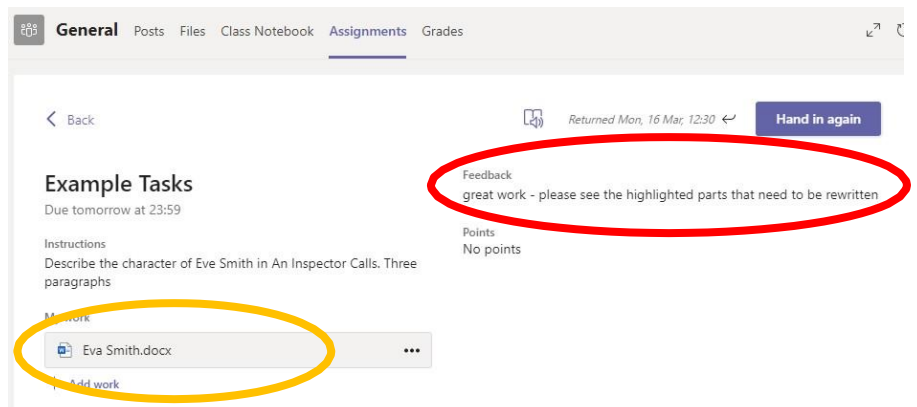 General Posts Files Class Notebook Assignments Grades
Back
Returned Mon, 16 Mar, 12:30
Hand in again
Example Tasks
Due tomorrow at 23:59
Instructions
Describe the character of Eve Smith in An Inspector Calls. Three
paragraphs
My work
Eva Smith.docx
Add work
Feedback
great work - please see the highlighted parts that need to be rewritten
Points
No points